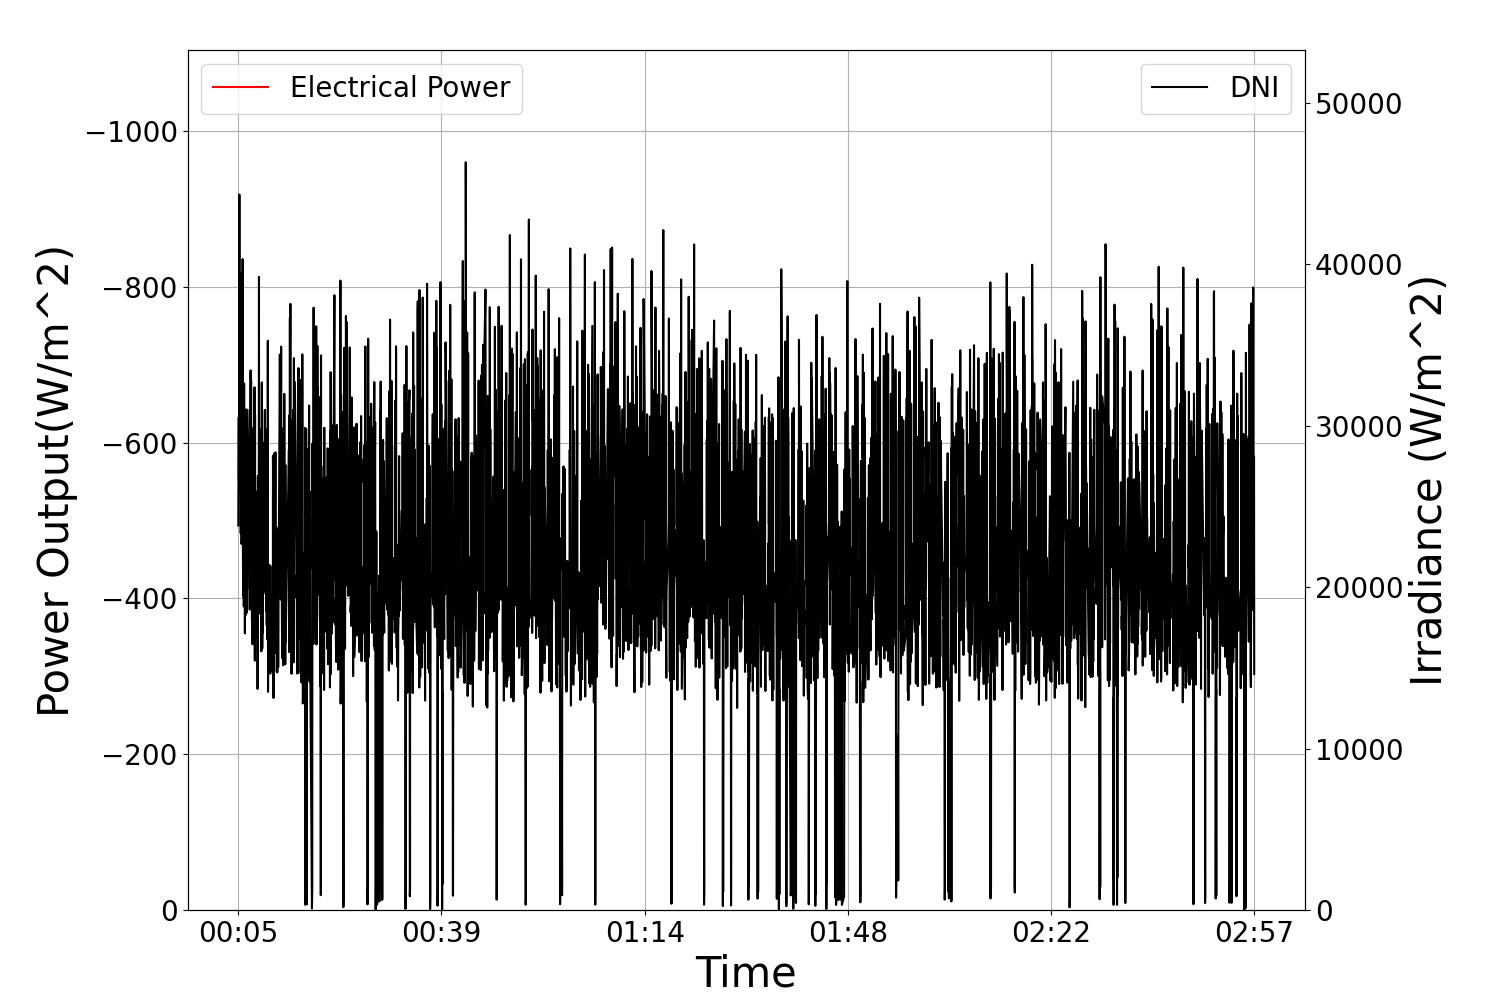 Electrical Power
DNI
Power Output(W/m^2)
−1000
−800
−600
−400
−200
0
50000
40000
30000
20000
10000
0
Irradiance (W/m^2)
00:05 00:39 01:14 01:48 02:22 02:57
Time